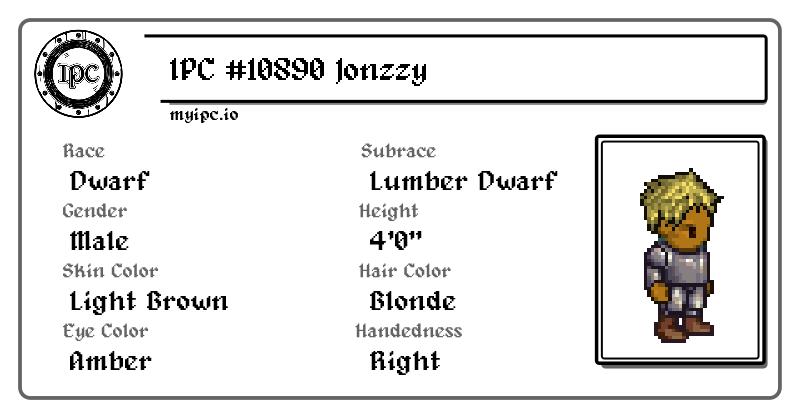 IPC
IPC #10890 Jonzzy
myipc.io
Race
Dwarf
Subrace
Lumber Dwarf
Gender
Male
Height
4'0"
Skin Color
Light Brown
Hair Color
Blonde
Eye Color
Amber
Handedness
Right